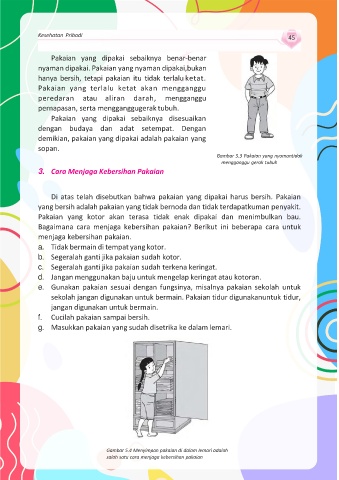 Kesehatan Pribadi
45
Pakaian yang dipakai sebaiknya benar-benar
nyaman dipakai. Pakaian yang nyaman dipakai,bukan
hanya bersih, tetapi pakaian itu tidak terlalu ketat.
Pakaian yang terlalu ketat akan mengganggu
peredaran atau aliran darah, mengganggu
pernapasan, serta menggangugerak tubuh.
Pakaian yang dipakai sebaiknya disesuaikan
dengan budaya dan adat setempat. Dengan
demikian, pakaian yang dipakai adalah pakaian yang
sopan.
Gambar 5.3 Pakaian yang nyamantidak
mengganggu gerak tubuh
3. Cara Menjaga Kebersihan Pakaian
Di atas telah disebutkan bahwa pakaian yang dipakai harus bersih. Pakaian
yang bersih adalah pakaian yang tidak bernoda dan tidak terdapatkuman penyakit.
Pakaian yang kotor akan terasa tidak enak dipakai dan menimbulkan bau.
Bagaimana cara menjaga kebersihan pakaian? Berikut ini beberapa cara untuk
menjaga kebersihan pakaian.
a. Tidak bermain di tempat yang kotor.
b. Segeralah ganti jika pakaian sudah kotor.
c. Segeralah ganti jika pakaian sudah terkena keringat.
d. Jangan menggunakan baju untuk mengelap keringat atau kotoran.
e. Gunakan pakaian sesuai dengan fungsinya, misalnya pakaian sekolah untuk
sekolah jangan digunakan untuk bermain. Pakaian tidur digunakanuntuk tidur,
jangan digunakan untuk bermain.
f. Cucilah pakaian sampai bersih.
g. Masukkan pakaian yang sudah disetrika ke dalam lemari.
Gambar 5.4 Menyimpan pakaian di dalam lemari adalah
salah satu cara menjaga kebersihan pakaian